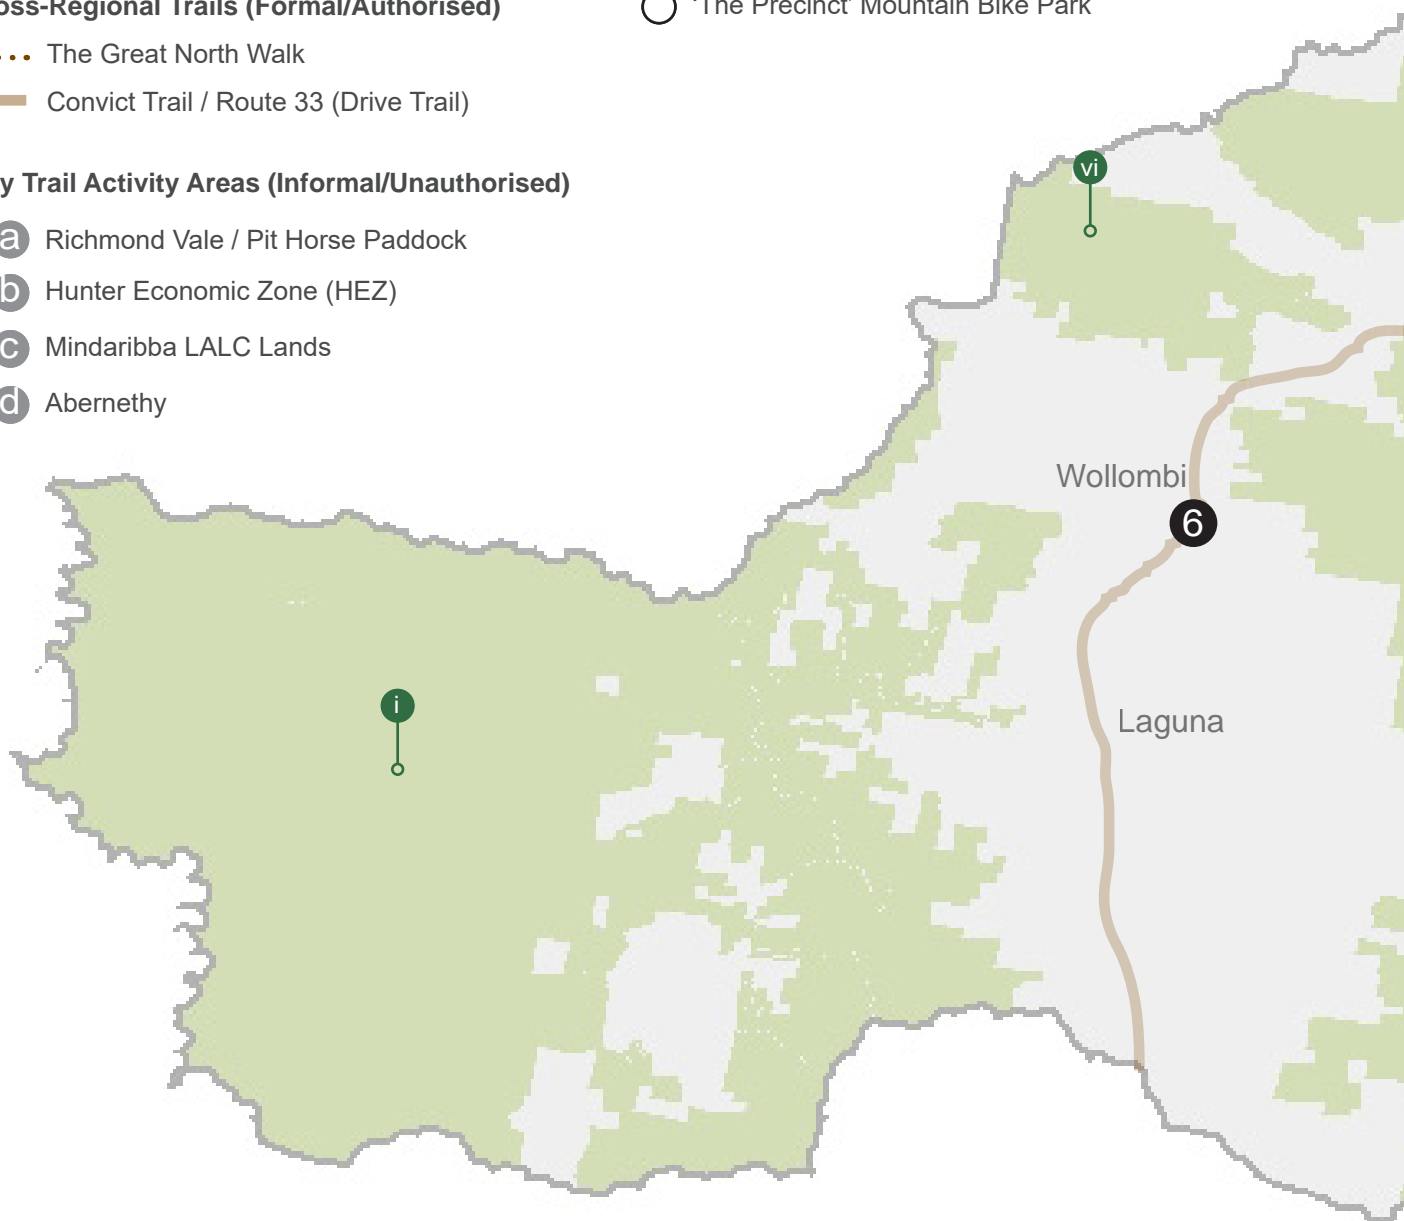 oss-Regional Trails (Formal/Authorised)
The Great North Walk
Convict Trail / Route 33 (Drive Trail)
y Trail Activity Areas (Informal/Unauthorised)
a Richmond Vale / Pit Horse Paddock
b Hunter Economic Zone (HEZ)
c Mindaribba LALC Lands
d Abernethy
'The Precinct' Mountain Bike Park
vi
Wollombi
6
i
Laguna